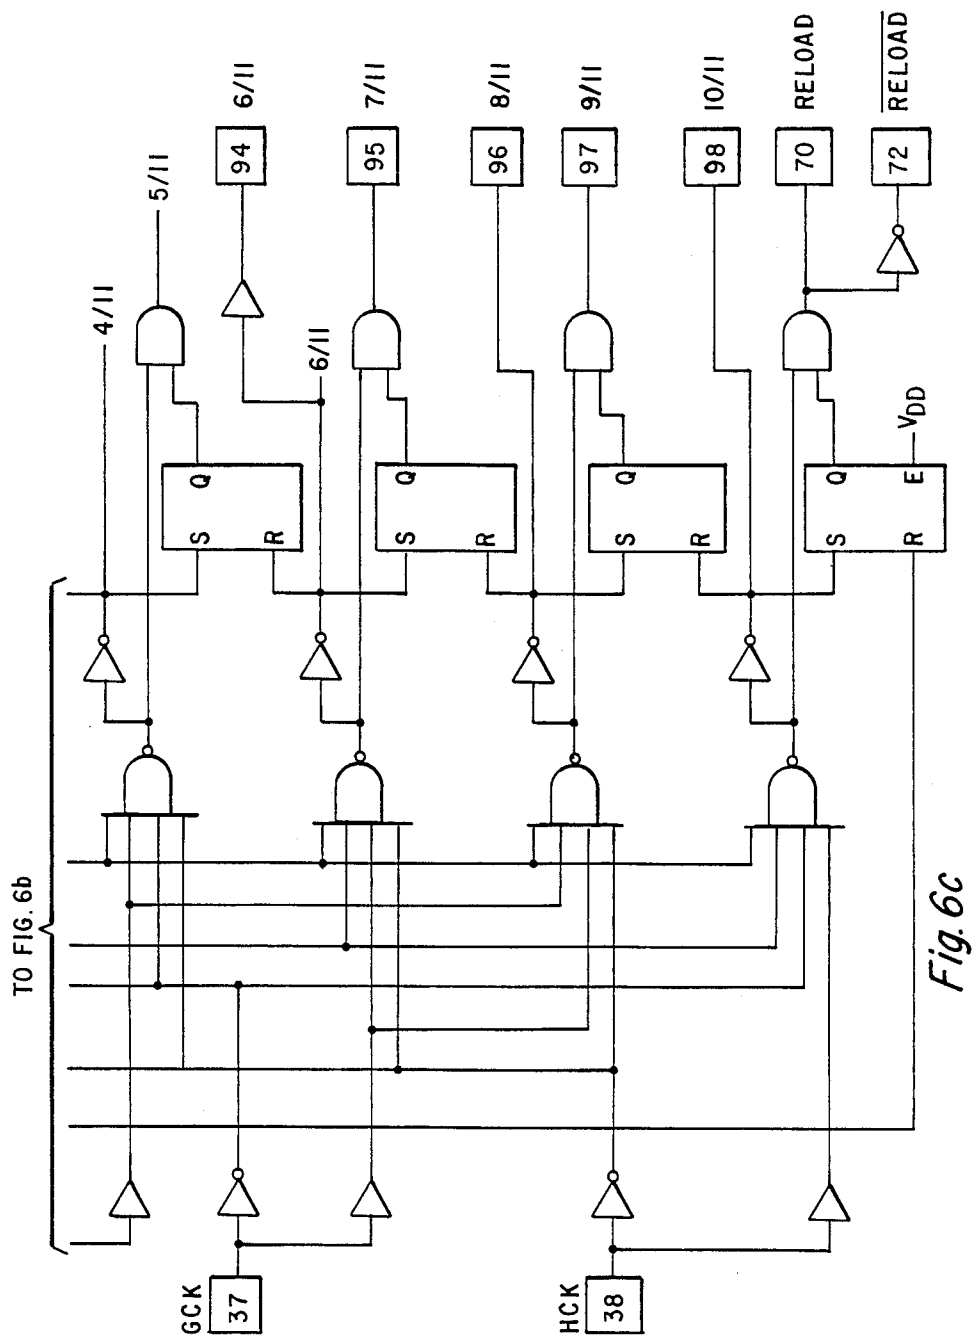 TO FIG. 6b
4/11
5/11
94
6/11
6/11
95
7/11
96
8/11
97
9/11
98
10/11
70
RELOAD
72
RELOAD
S
Q
R
S
Q
R
S
Q
R
S
Q
R
E
VDD
GCK
37
HCK
38
Fig. 6c